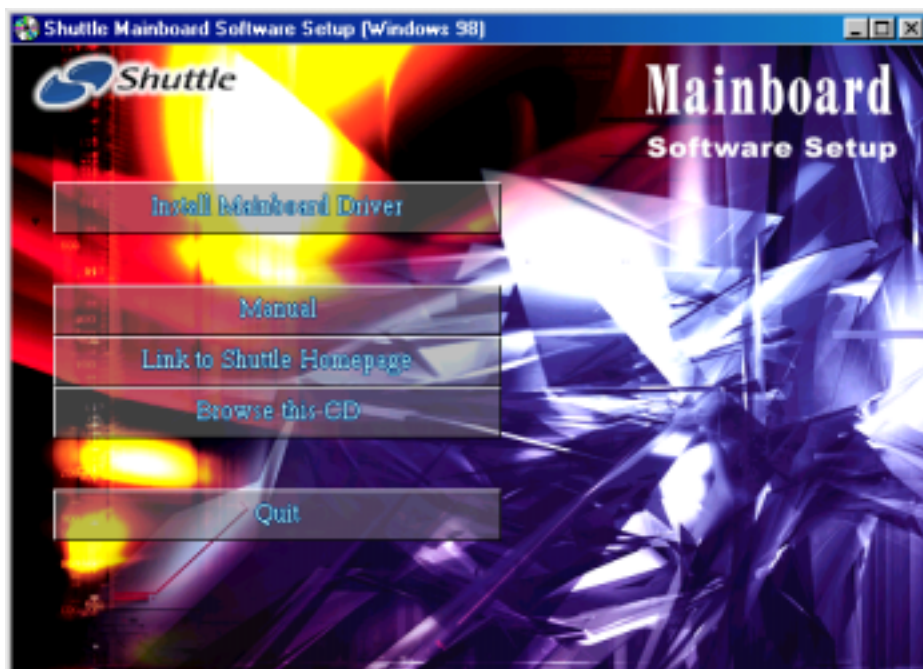 Shuttle Mainboard Software Setup [Windows 98]
Shuttle
Mainboard
Software Setup
Install Mainboard Driver
Manual
Link to Shuttle Homepage
Browse this CD
Quit